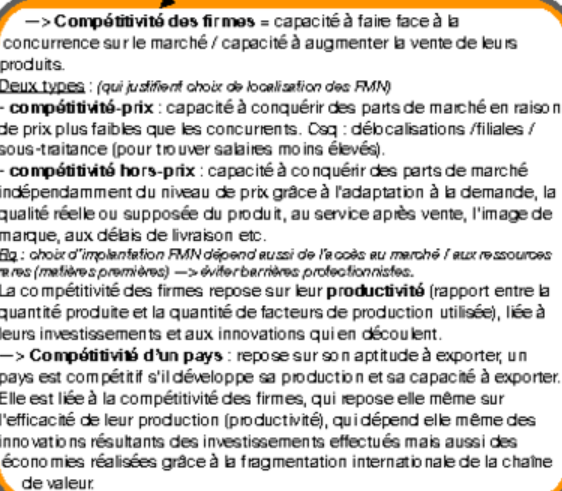 —> Compétitivité des firmes = capacité à faire face à la
concurrence sur le marché / capacité à augmenter la vente de leurs
produits.
Deux types : (qui justifient choix de localisation des FMN)
- compétitivité-prix : capacité à conquérir des parts de marché en raison
de prix plus faibles que les concurrents. Csq : délocalisations /filiales /
sous-traitance (pour trouver salaires moins élevés).
- compétitivité hors-prix : capacité à conquérir des parts de marché
indépendamment du niveau de prix grâce à l'adaptation à la demande, la
qualité réelle ou supposée du produit, au service après vente, l'image de
marque, aux délais de livraison etc.
Rq : choix d'implantation FMN dépend aussi de l'accès au marché / aux ressources
rares (matières premières) —> éviter barrières protectionnistes.
La compétitivité des firmes repose sur leur productivité (rapport entre la
quantité produite et la quantité de facteurs de production utilisée), liée à
leurs investissements et aux innovations qui en découlent.
—> Compétitivité d'un pays : repose sur son aptitude à exporter, un
pays est compétitif s'il développe sa production et sa capacité à exporter.
Elle est liée à la compétitivité des firmes, qui repose elle même sur
l'efficacité de leur production (productivité), qui dépend elle même des
innovations résultants des investissements effectués mais aussi des
économies réalisées grâce à la fragmentation internationale de la chaîne
de valeur.